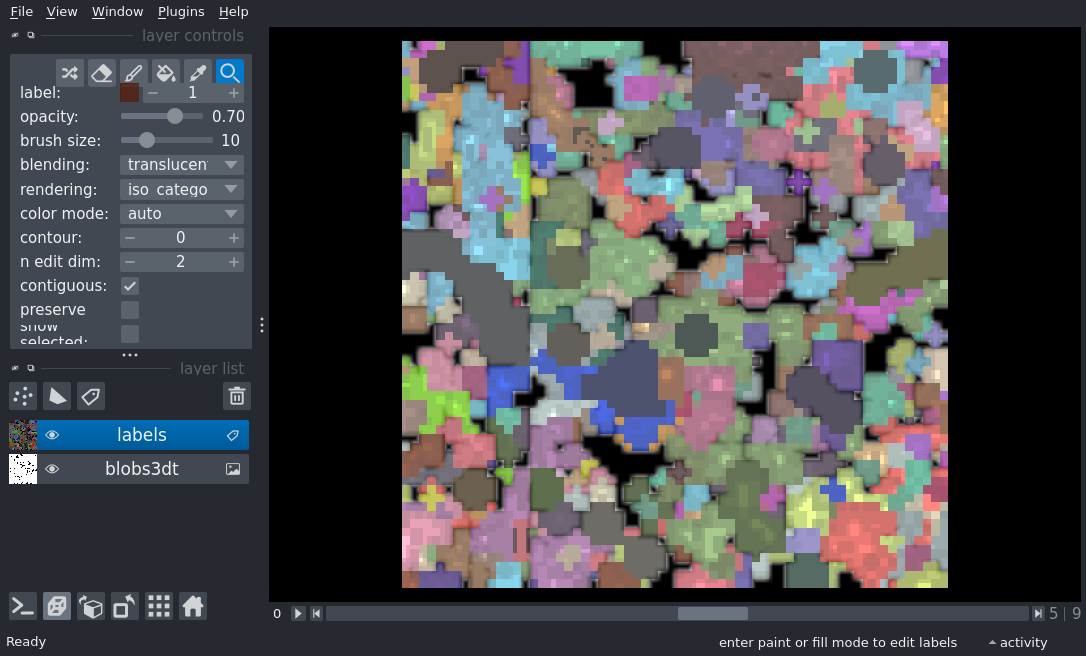 File View Window Plugins Help
layer controls
label: 1
opacity: 0.70
brush size: 10
blending: translucen
rendering: iso_catego
color mode: auto
contour: 0
n edit dim: 2
contiguous:
preserve
show
selected:
layer list
labels
blobs3dt
0 5 | 9
Ready enter paint or fill mode to edit labels activity